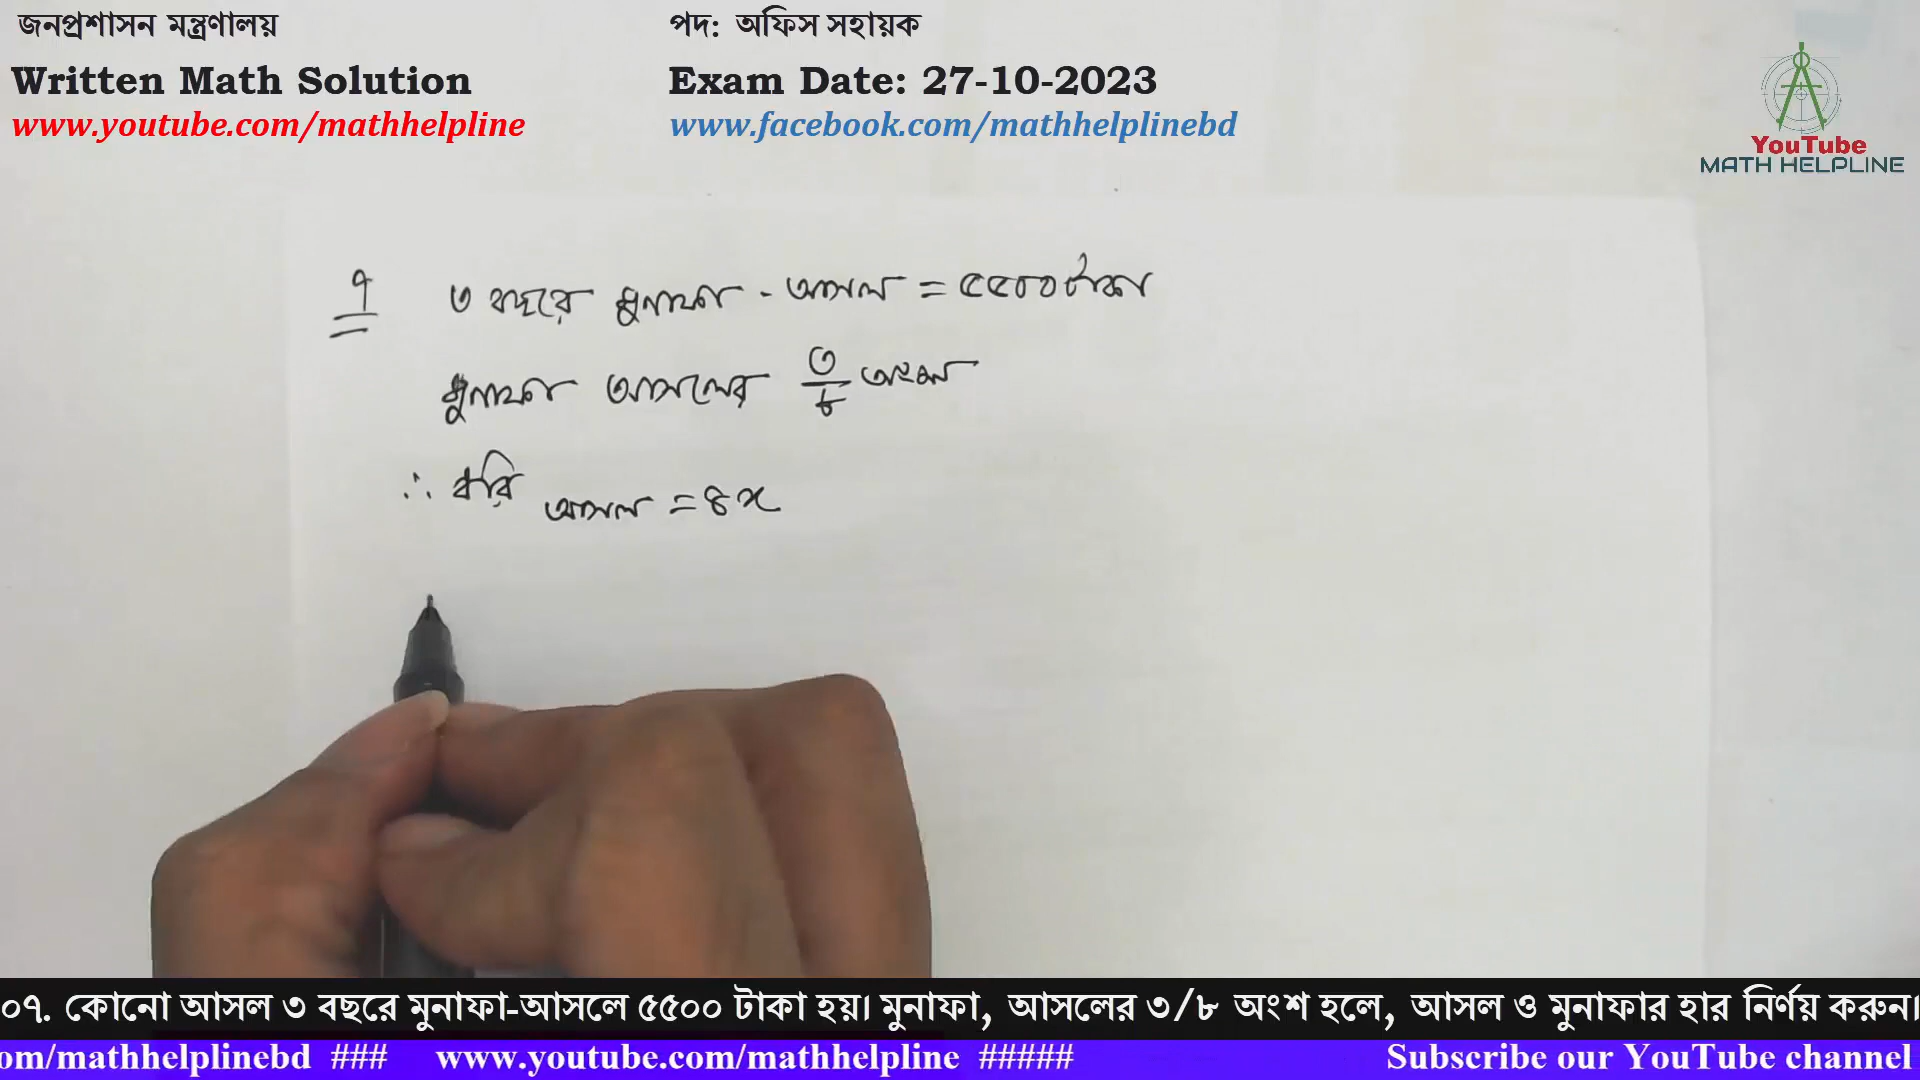 জনপ্রশাসন মন্ত্রণালয়
পদ: অফিস সহায়ক
Written Math Solution
Exam Date: 27-10-2023
www.youtube.com/mathhelpline
www.facebook.com/mathhelplinebd
YouTube
MATH HELPLINE
৭ ৩ বছরে মুনাফা - আসল = ৫৫০০ টাকা
মুনাফা আসলের ৩/৮ অংশ
∴ ধরি আসল = ৪x
০৭. কোনো আসল ৩ বছরে মুনাফা-আসলে ৫৫০০ টাকা হয়। মুনাফা, আসলের ৩/৮ অংশ হলে, আসল ও মুনাফার হার নির্ণয় করুন।
om/mathhelplinebd ### www.youtube.com/mathhelpline ##### Subscribe our YouTube channel